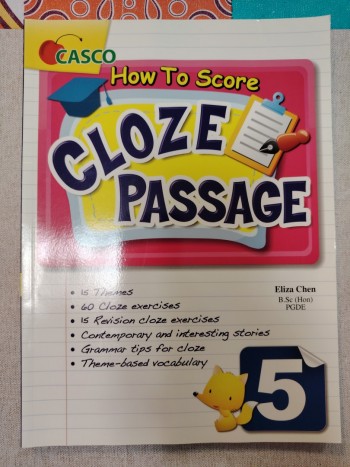 CASCO
How To Score
CLOZE
PASSAGE
• 15 Themes
• 60 Cloze exercises
• 15 Revision cloze exercises
• Contemporary and interesting stories
• Grammar tips for cloze
• Theme-based vocabulary
Eliza Chen
B.Sc (Hon)
PGDE
5